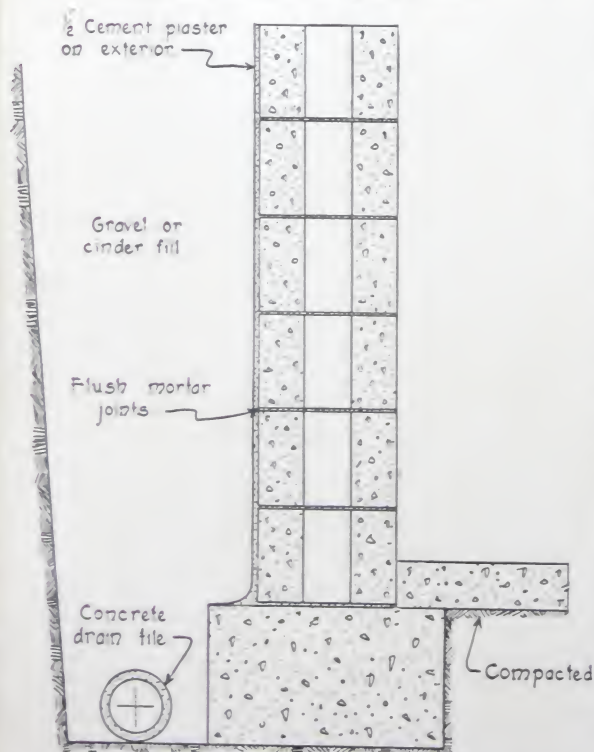 ½ Cement plaster
on exterior
Gravel or
cinder fill
Flush mortar
joints
Concrete
drain tile
Compacted